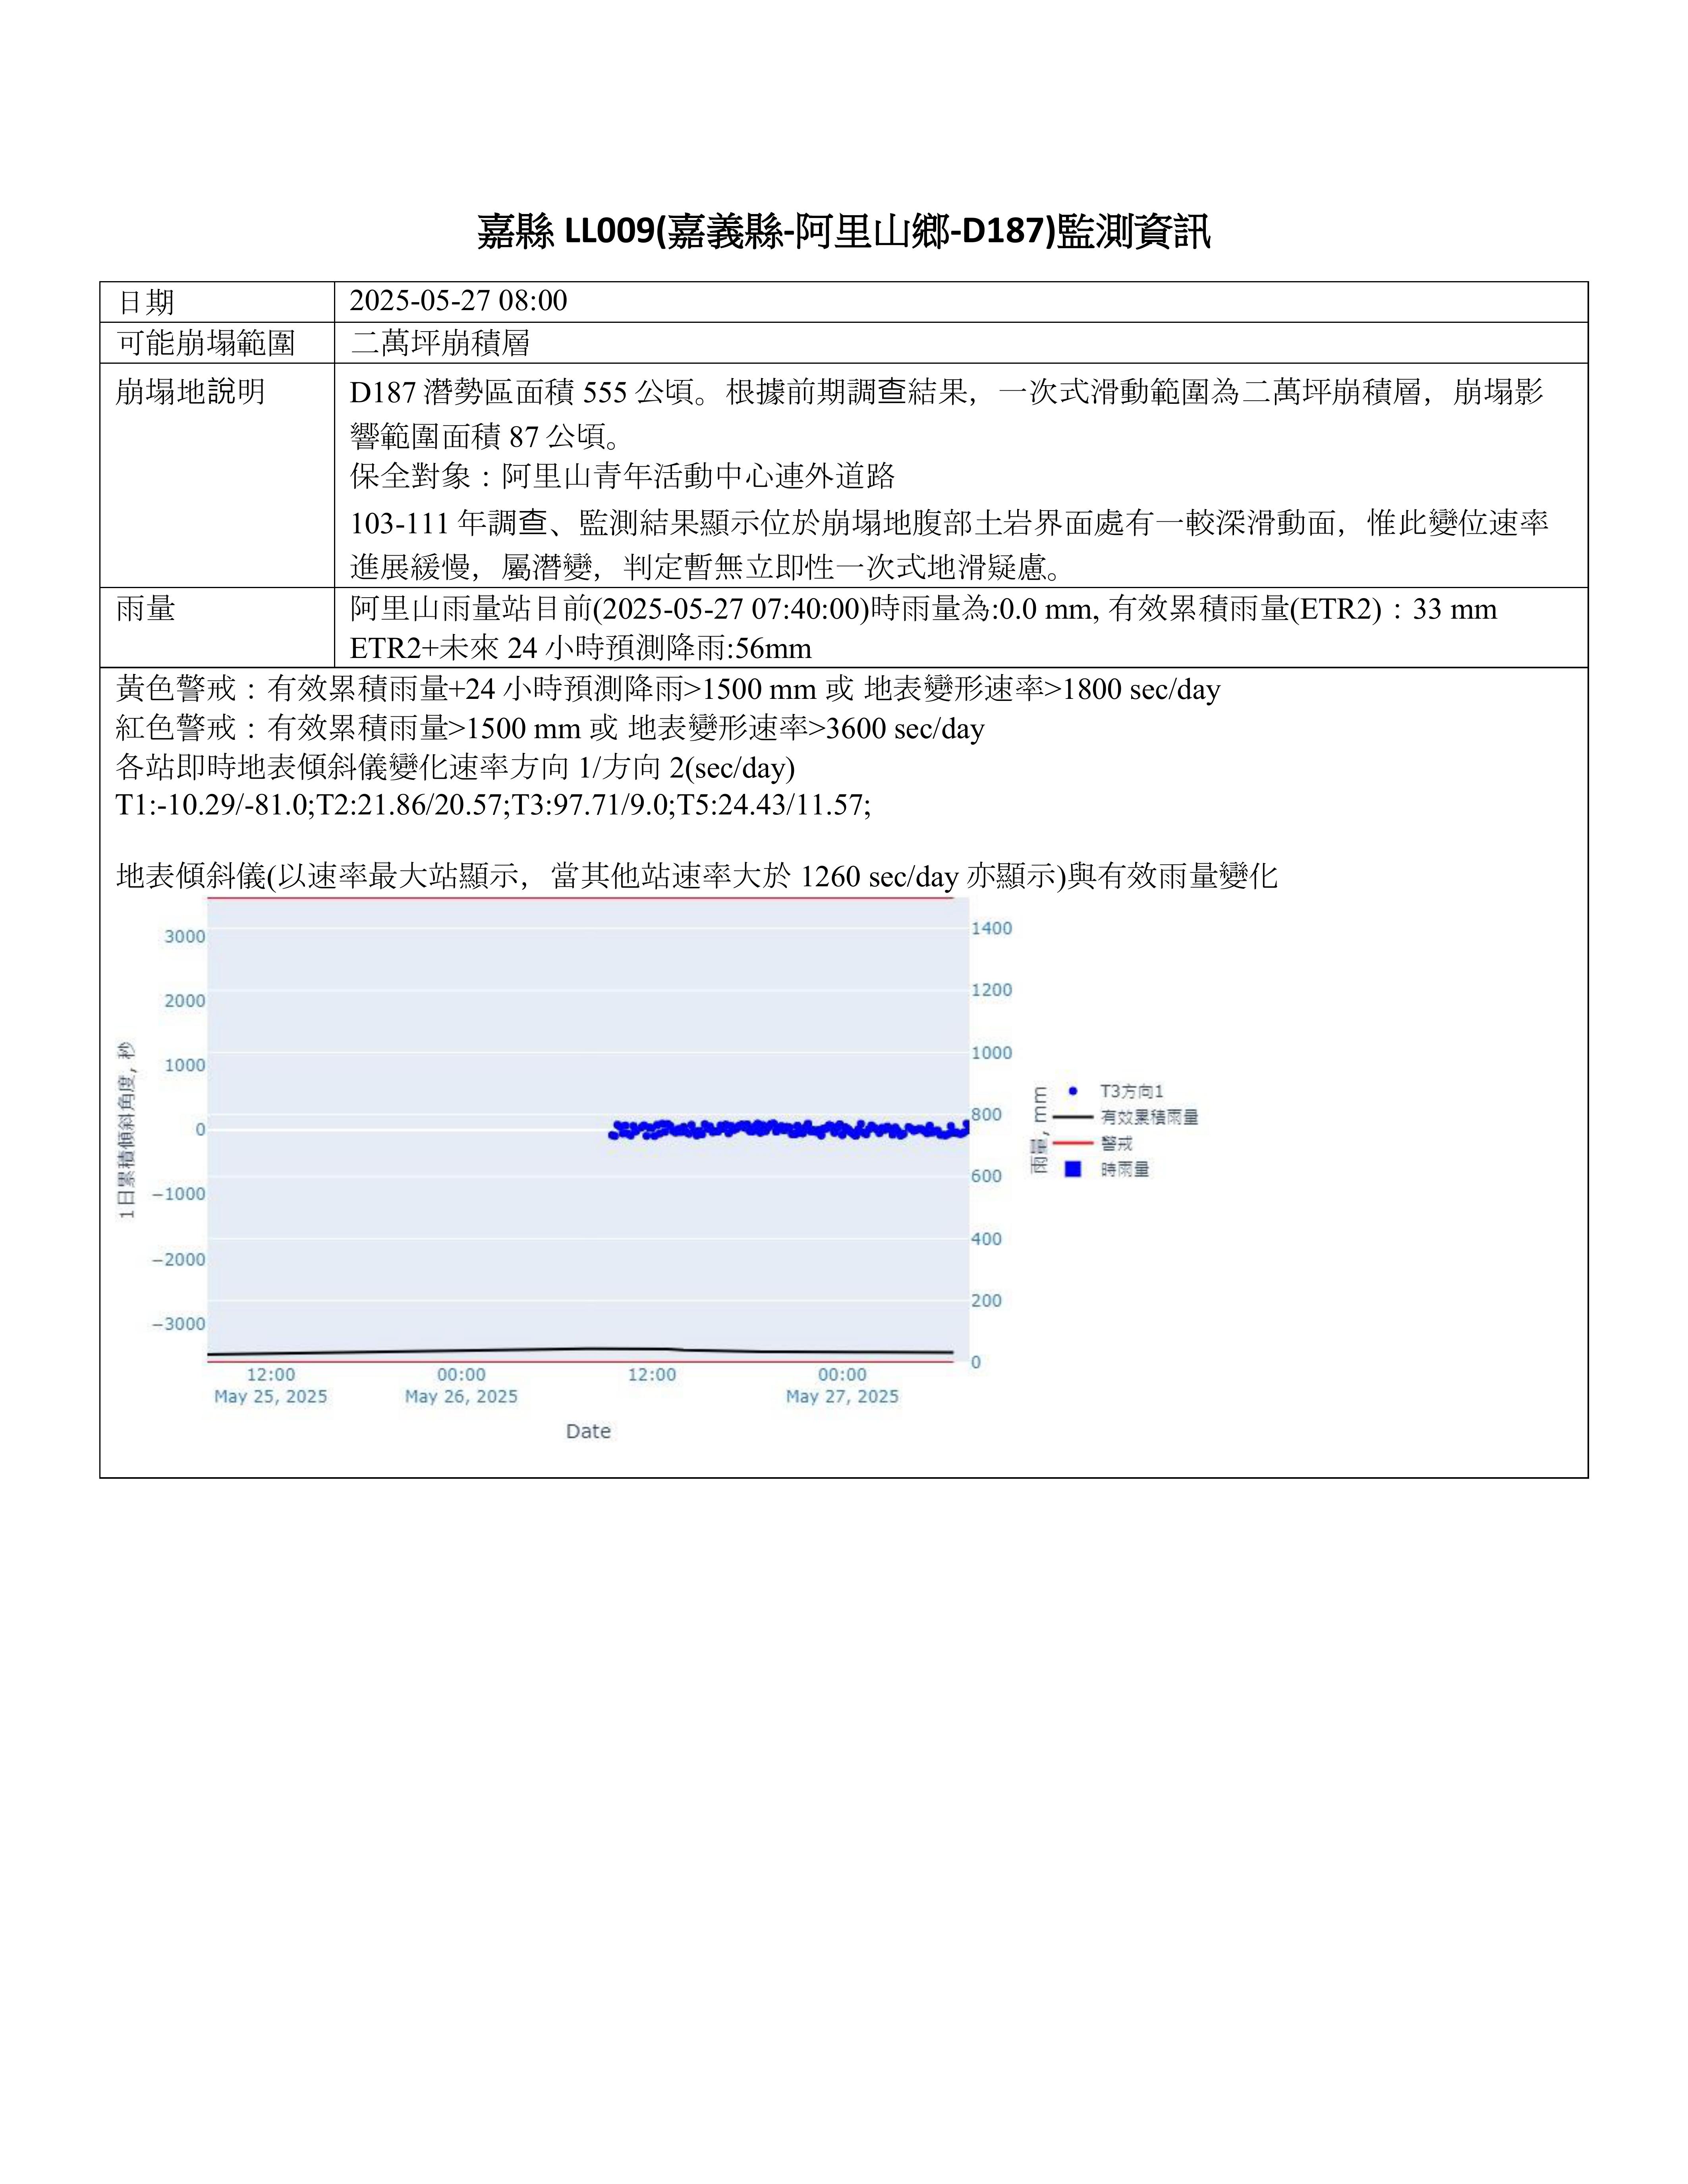 嘉縣 LL009(嘉義縣-阿里山鄉-D187)監測資訊
日期 2025-05-27 08:00
可能崩塌範圍 二萬坪崩積層
崩塌地說明 D187 潛勢區面積 555 公頃。根據前期調查結果，一次式滑動範圍為二萬坪崩積層，崩塌影
響範圍面積 87 公頃。
保全對象：阿里山青年活動中心連外道路
103-111 年調查、監測結果顯示位於崩塌地腹部土岩界面處有一較深滑動面，惟此變位速率
進展緩慢，屬潛變，判定暫無立即性一次式地滑疑慮。
雨量 阿里山雨量站目前(2025-05-27 07:40:00)時雨量為:0.0 mm, 有效累積雨量(ETR2)：33 mm
ETR2+未來 24 小時預測降雨:56mm
黃色警戒：有效累積雨量+24 小時預測降雨>1500 mm 或 地表變形速率>1800 sec/day
紅色警戒：有效累積雨量>1500 mm 或 地表變形速率>3600 sec/day
各站即時地表傾斜儀變化速率方向 1/方向 2(sec/day)
T1:-10.29/-81.0;T2:21.86/20.57;T3:97.71/9.0;T5:24.43/11.57;
地表傾斜儀(以速率最大站顯示，當其他站速率大於 1260 sec/day 亦顯示)與有效雨量變化
1日累積傾斜角度, 秒
3000
2000
1000
0
−1000
−2000
−3000
1400
1200
1000
800
600
400
200
0
雨量, mm
T3方向1
有效累積雨量
警戒
時雨量
12:00 00:00 12:00 00:00
May 25, 2025 May 26, 2025 May 27, 2025
Date